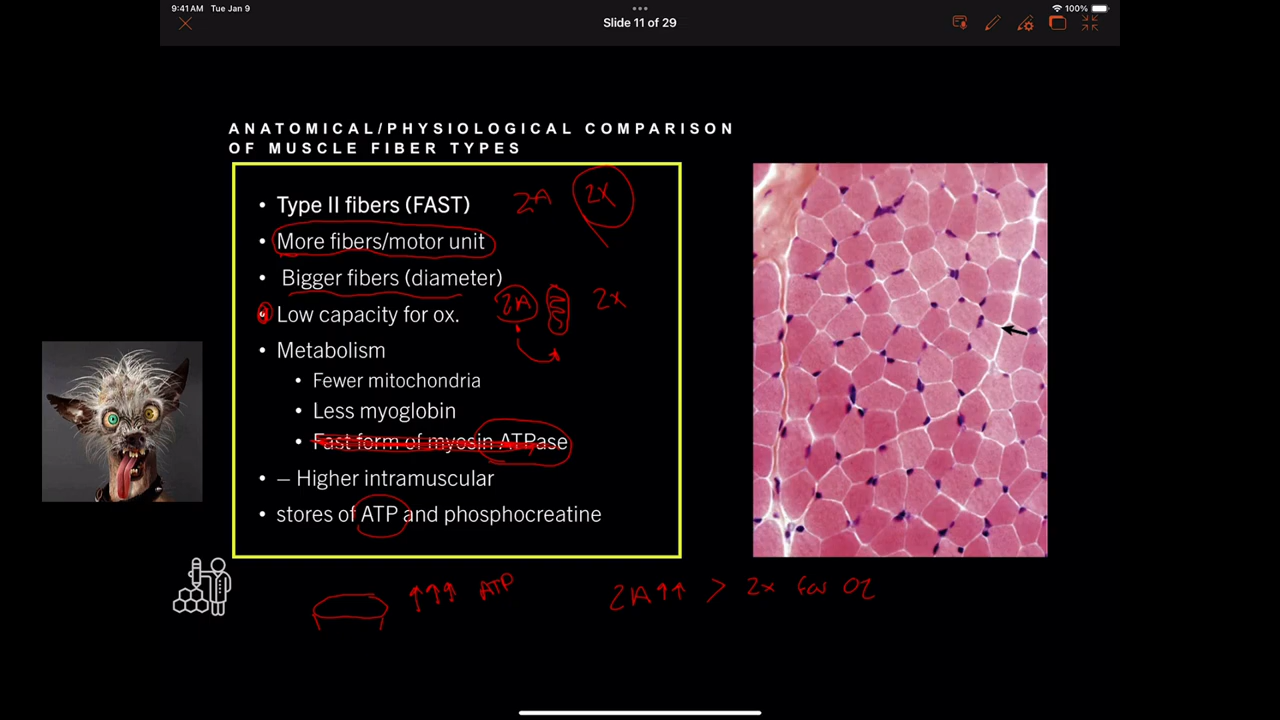 9:41AM Tue Jan 9
100%
Slide 11 of 29
ANATOMICAL/PHYSIOLOGICAL COMPARISON
OF MUSCLE FIBER TYPES
• Type II fibers (FAST) 2A 2X
• More fibers/motor unit
• Bigger fibers (diameter)
• Low capacity for ox. 2A 2X
• Metabolism
• Fewer mitochondria
• Less myoglobin
• Fast form of myosin ATPase
• – Higher intramuscular
• stores of ATP and phosphocreatine
↑↑↑ ATP 2A↑↑ > 2x for O2